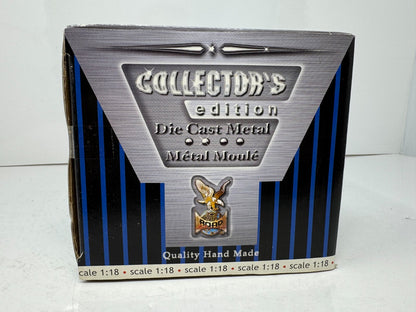 COLLECTOR'S
edition
Die Cast Metal
Métal Moulé
ROAD
Quality Hand Made
cale 1:18 • scale 1:18 • scale 1:18 • scale 1:18 • scale 1:18 •